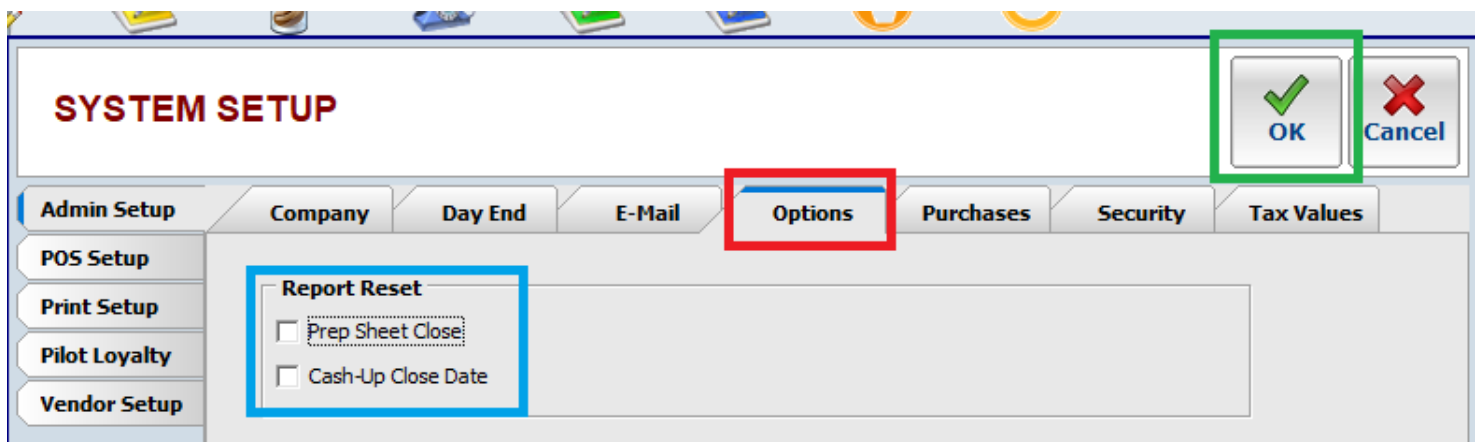 SYSTEM SETUP
OK
Cancel
Admin Setup
Company
Day End
E-Mail
Options
Purchases
Security
Tax Values
POS Setup
Print Setup
Pilot Loyalty
Vendor Setup
Report Reset
Prep Sheet Close
Cash-Up Close Date